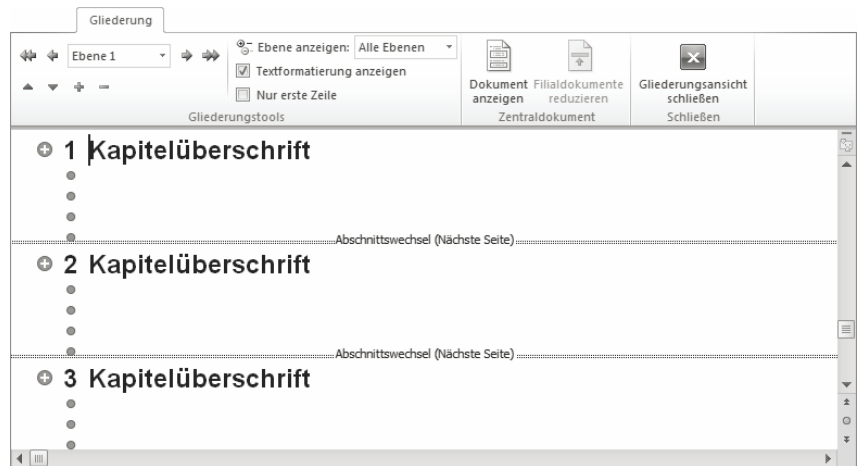 Gliederung
Ebene 1
Ebene anzeigen: Alle Ebenen
Textformatierung anzeigen
Nur erste Zeile
Gliederungstools
Dokument anzeigen
Filialdokumente reduzieren
Zentraldokument
Gliederungsansicht schließen
Schließen
1 Kapitelüberschrift
Abschnittswechsel (Nächste Seite)
2 Kapitelüberschrift
Abschnittswechsel (Nächste Seite)
3 Kapitelüberschrift